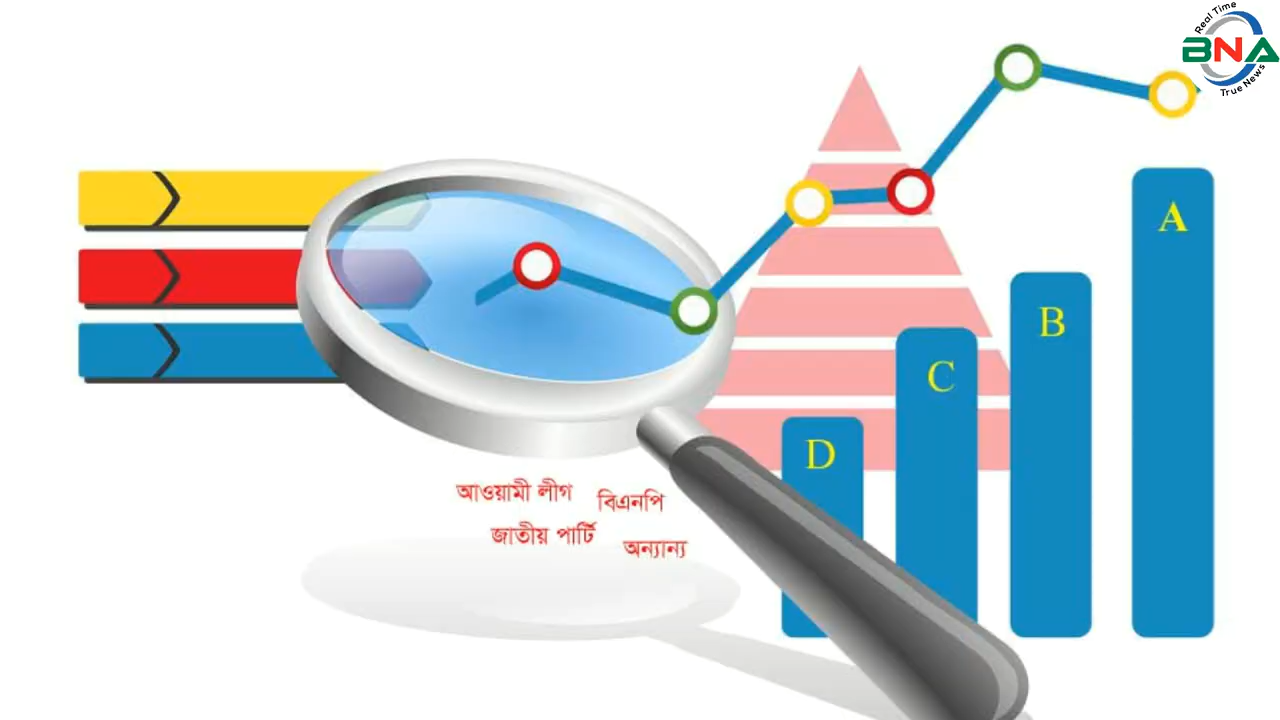 Real Time
BNA
True News
A
B
C
D
আওয়ামী লীগ
বিএনপি
জাতীয় পার্টি
অন্যান্য